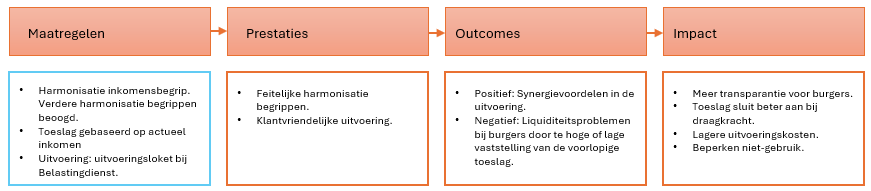 Maatregelen
Prestaties
Outcomes
Impact
• Harmonisatie inkomensbegrip.
Verdere harmonisatie begrippen
beoogd.
• Toeslag gebaseerd op actueel
inkomen
• Uitvoering: uitvoeringsloket bij
Belastingdienst.
• Feitelijke harmonisatie
begrippen.
• Klantvriendelijke uitvoering.
• Positief: Synergievoordelen in de
uitvoering.
• Negatief: Liquiditeitsproblemen
bij burgers door te hoge of lage
vaststelling van de voorlopige
toeslag.
• Meer transparantie voor burgers.
• Toeslag sluit beter aan bij
draagkracht.
• Lagere uitvoeringskosten.
• Beperken niet-gebruik.